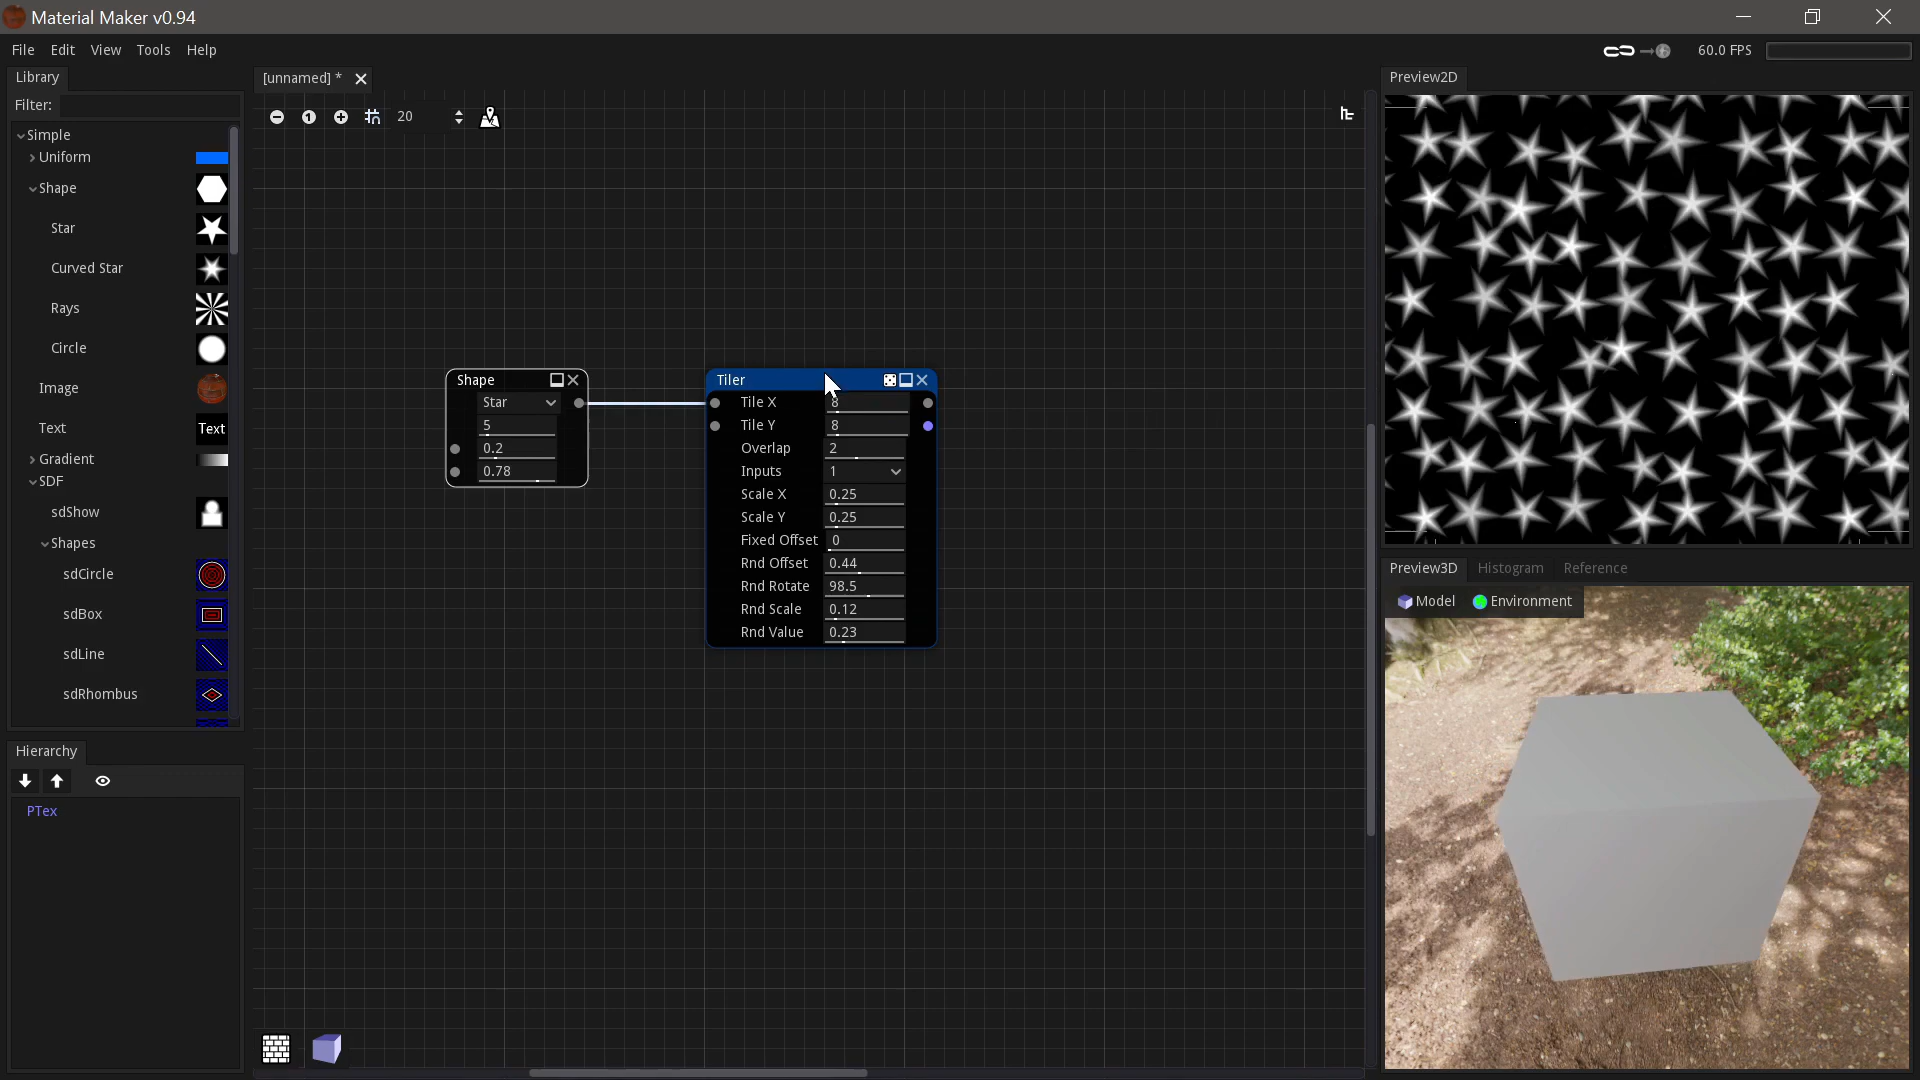 Material Maker v0.94
File Edit View Tools Help
60.0 FPS
Library
Filter:
Simple
Uniform
Shape
Star
Curved Star
Rays
Circle
Image
Text
Text
Gradient
SDF
sdShow
Shapes
sdCircle
sdBox
sdLine
sdRhombus
Hierarchy
PTex
[unnamed] *
1
20
Shape
Star
5
0.2
0.78
Tiler
Tile X 8
Tile Y 8
Overlap 2
Inputs 1
Scale X 0.25
Scale Y 0.25
Fixed Offset 0
Rnd Offset 0.44
Rnd Rotate 98.5
Rnd Scale 0.12
Rnd Value 0.23
Preview2D
Preview3D Histogram Reference
Model Environment